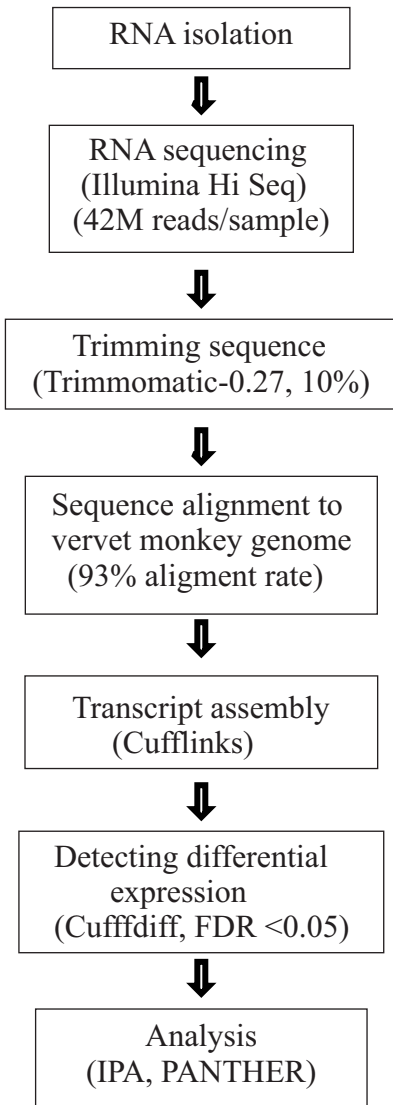 RNA isolation
RNA sequencing
(Illumina Hi Seq)
(42M reads/sample)
Trimming sequence
(Trimmomatic-0.27, 10%)
Sequence alignment to
vervet monkey genome
(93% aligment rate)
Transcript assembly
(Cufflinks)
Detecting differential
expression
(Cufffdiff, FDR <0.05)
Analysis
(IPA, PANTHER)